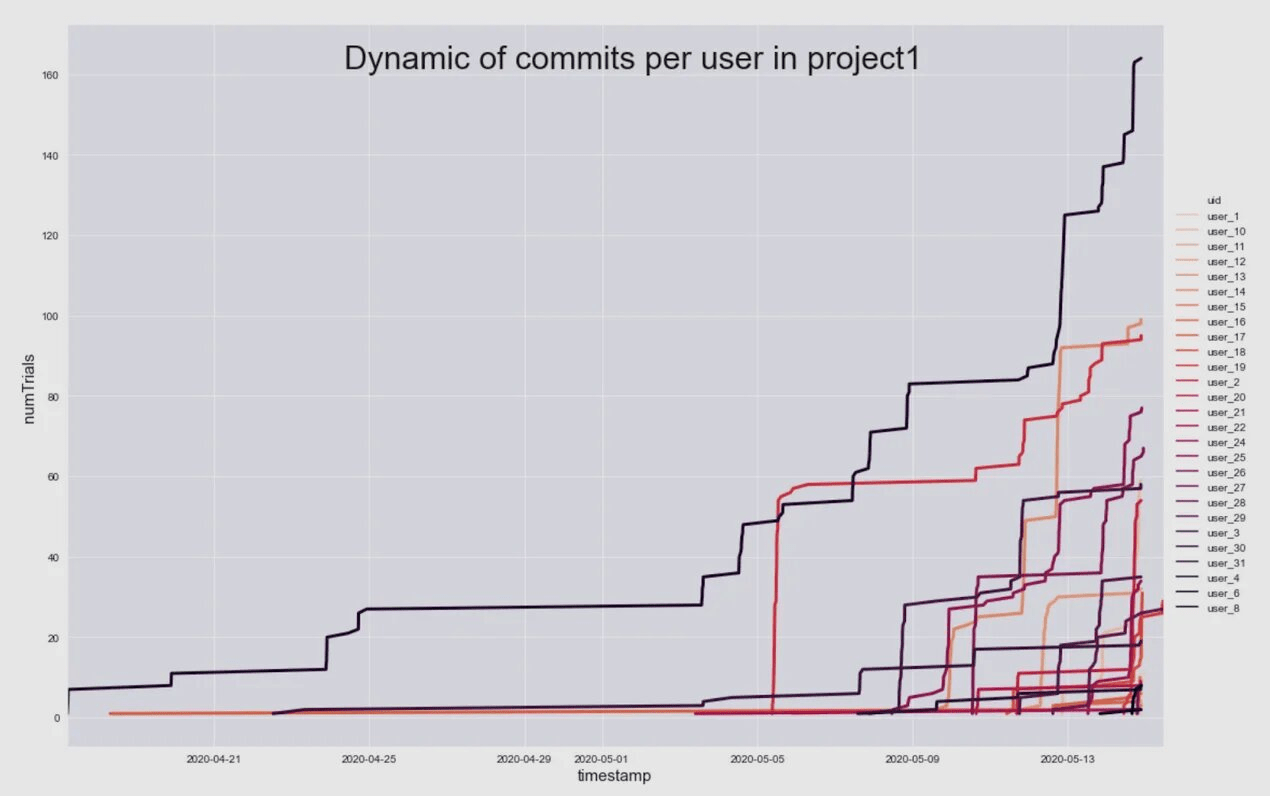 Dynamic of commits per user in project1
160
140
120
100
80
60
40
20
0
numTrials
2020-04-21 2020-04-25 2020-04-29 2020-05-01 2020-05-05 2020-05-09 2020-05-13
timestamp
uid
user_1
user_10
user_11
user_12
user_13
user_14
user_15
user_16
user_17
user_18
user_19
user_2
user_20
user_21
user_22
user_24
user_25
user_26
user_27
user_28
user_29
user_3
user_30
user_31
user_4
user_6
user_8